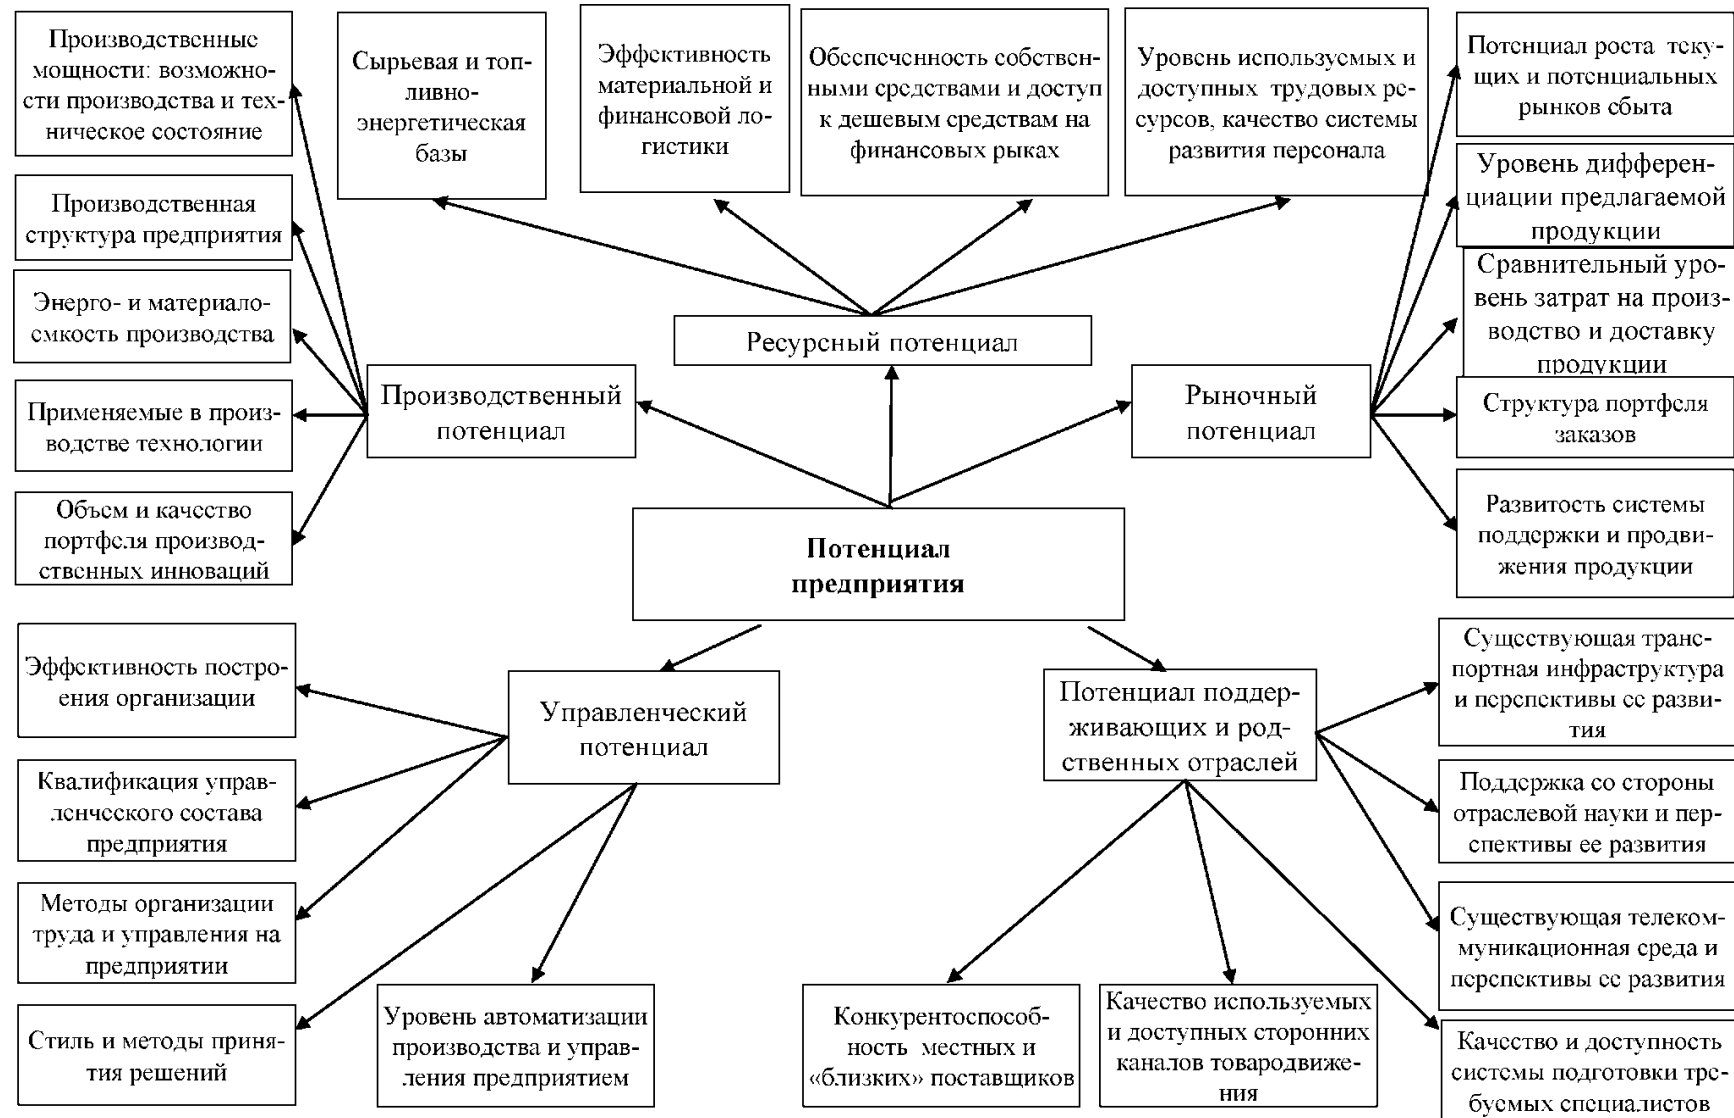 Производственные
мощности: возможно-
сти производства и тех-
ническое состояние
Сырьевая и топ-
ливно-
энергетическая
базы
Эффективность
материальной и
финансовой ло-
гистики
Обеспеченность собствен-
ными средствами и доступ
к дешевым средствам на
финансовых рыках
Уровень используемых и
доступных трудовых ре-
сурсов, качество системы
развития персонала
Потенциал роста теку-
щих и потенциальных
рынков сбыта
Производственная
структура предприятия
Уровень дифферен-
циации предлагаемой
продукции
Энерго- и материало-
емкость производства
Сравнительный уро-
вень затрат на произ-
водство и доставку
продукции
Ресурсный потенциал
Производственный
потенциал
Рыночный
потенциал
Применяемые в произ-
водстве технологии
Структура портфеля
заказов
Объем и качество
портфеля производ-
ственных инноваций
Развитость системы
поддержки и продви-
жения продукции
Потенциал
предприятия
Эффективность построе-
ния организации
Управленческий
потенциал
Потенциал поддер-
живающих и род-
ственных отраслей
Существующая транс-
портная инфраструктура
и перспективы ее разви-
тия
Квалификация управ-
ленческого состава
предприятия
Поддержка со стороны
отраслевой науки и пер-
спективы ее развития
Методы организации
труда и управления на
предприятии
Существующая телеком-
муникационная среда и
перспективы ее развития
Стиль и методы приня-
тия решений
Уровень автоматизации
производства и управ-
ления предприятием
Конкурентоспособ-
ность местных и
«близких» поставщиков
Качество используемых
и доступных сторонних
каналов товародвиже-
ния
Качество и доступность
системы подготовки тре-
буемых специалистов